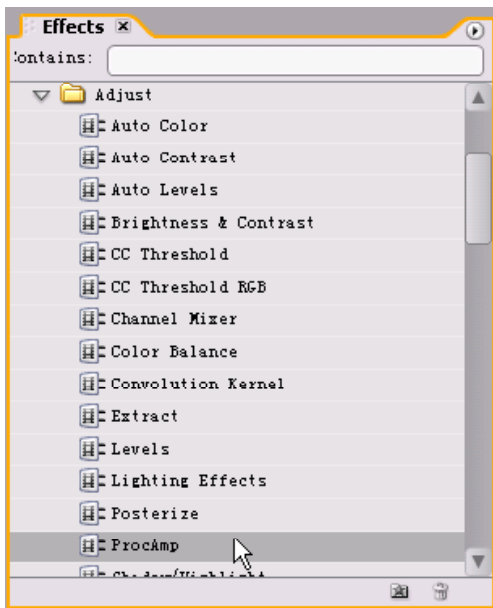 Effects
ontains:
Adjust
Auto Color
Auto Contrast
Auto Levels
Brightness & Contrast
CC Threshold
CC Threshold RGB
Channel Mixer
Color Balance
Convolution Kernel
Extract
Levels
Lighting Effects
Posterize
ProcAmp